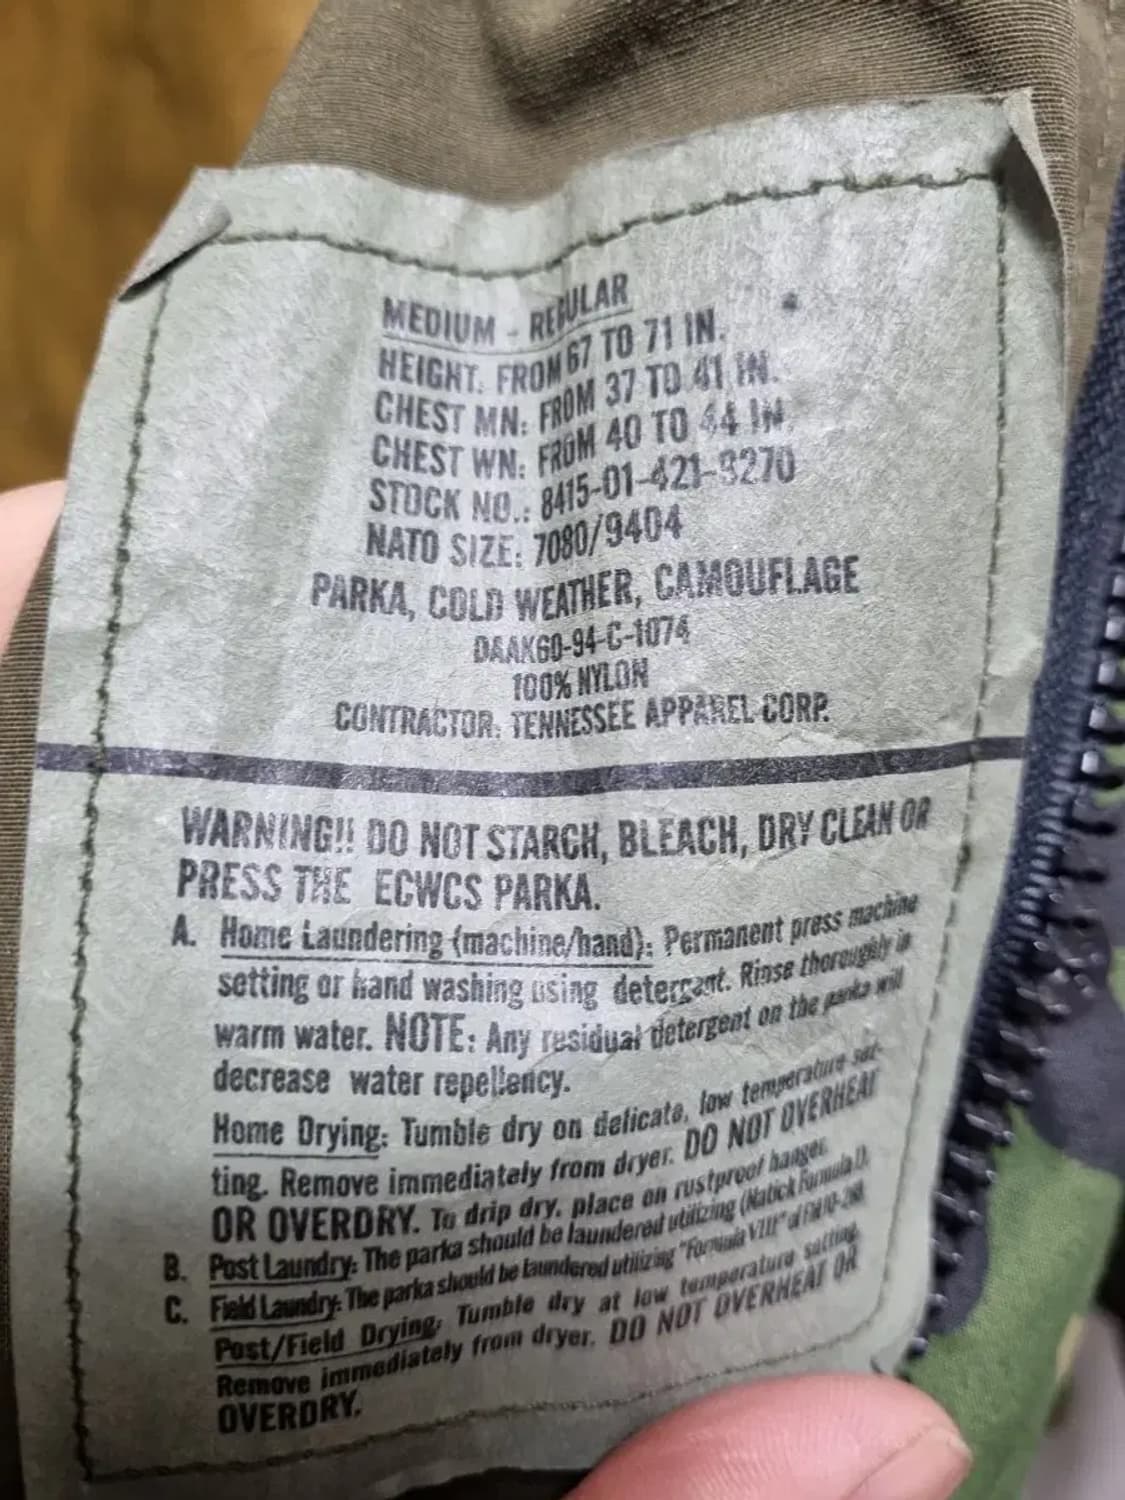 MEDIUM - REGULAR
HEIGHT: FROM 67 TO 71 IN.
CHEST MN: FROM 37 TO 41 IN.
CHEST WN: FROM 40 TO 44 IN.
STOCK NO.: 8415-01-421-9270
NATO SIZE: 7080/9404
PARKA, COLD WEATHER, CAMOUFLAGE
DAAK60-94-C-1074
100% NYLON
CONTRACTOR: TENNESSEE APPAREL CORP.
WARNING!! DO NOT STARCH, BLEACH, DRY CLEAN OR
PRESS THE ECWCS PARKA.
A. Home Laundering (machine/hand): Permanent press machine
setting or hand washing using detergent. Rinse thoroughly in
warm water. NOTE: Any residual detergent on the parka will
decrease water repellency.
Home Drying: Tumble dry on delicate, low temperature set-
ting. Remove immediately from dryer. DO NOT OVERHEAT
OR OVERDRY. To drip dry, place on rustproof hanger.
B. Post Laundry: The parka should be laundered utilizing (Natick Formula I).
C. Field Laundry: The parka should be laundered utilizing "Formula VIII" of FM
Post/Field Drying: Tumble dry at low temperature setting.
Remove immediately from dryer. DO NOT OVERHEAT OR
OVERDRY.